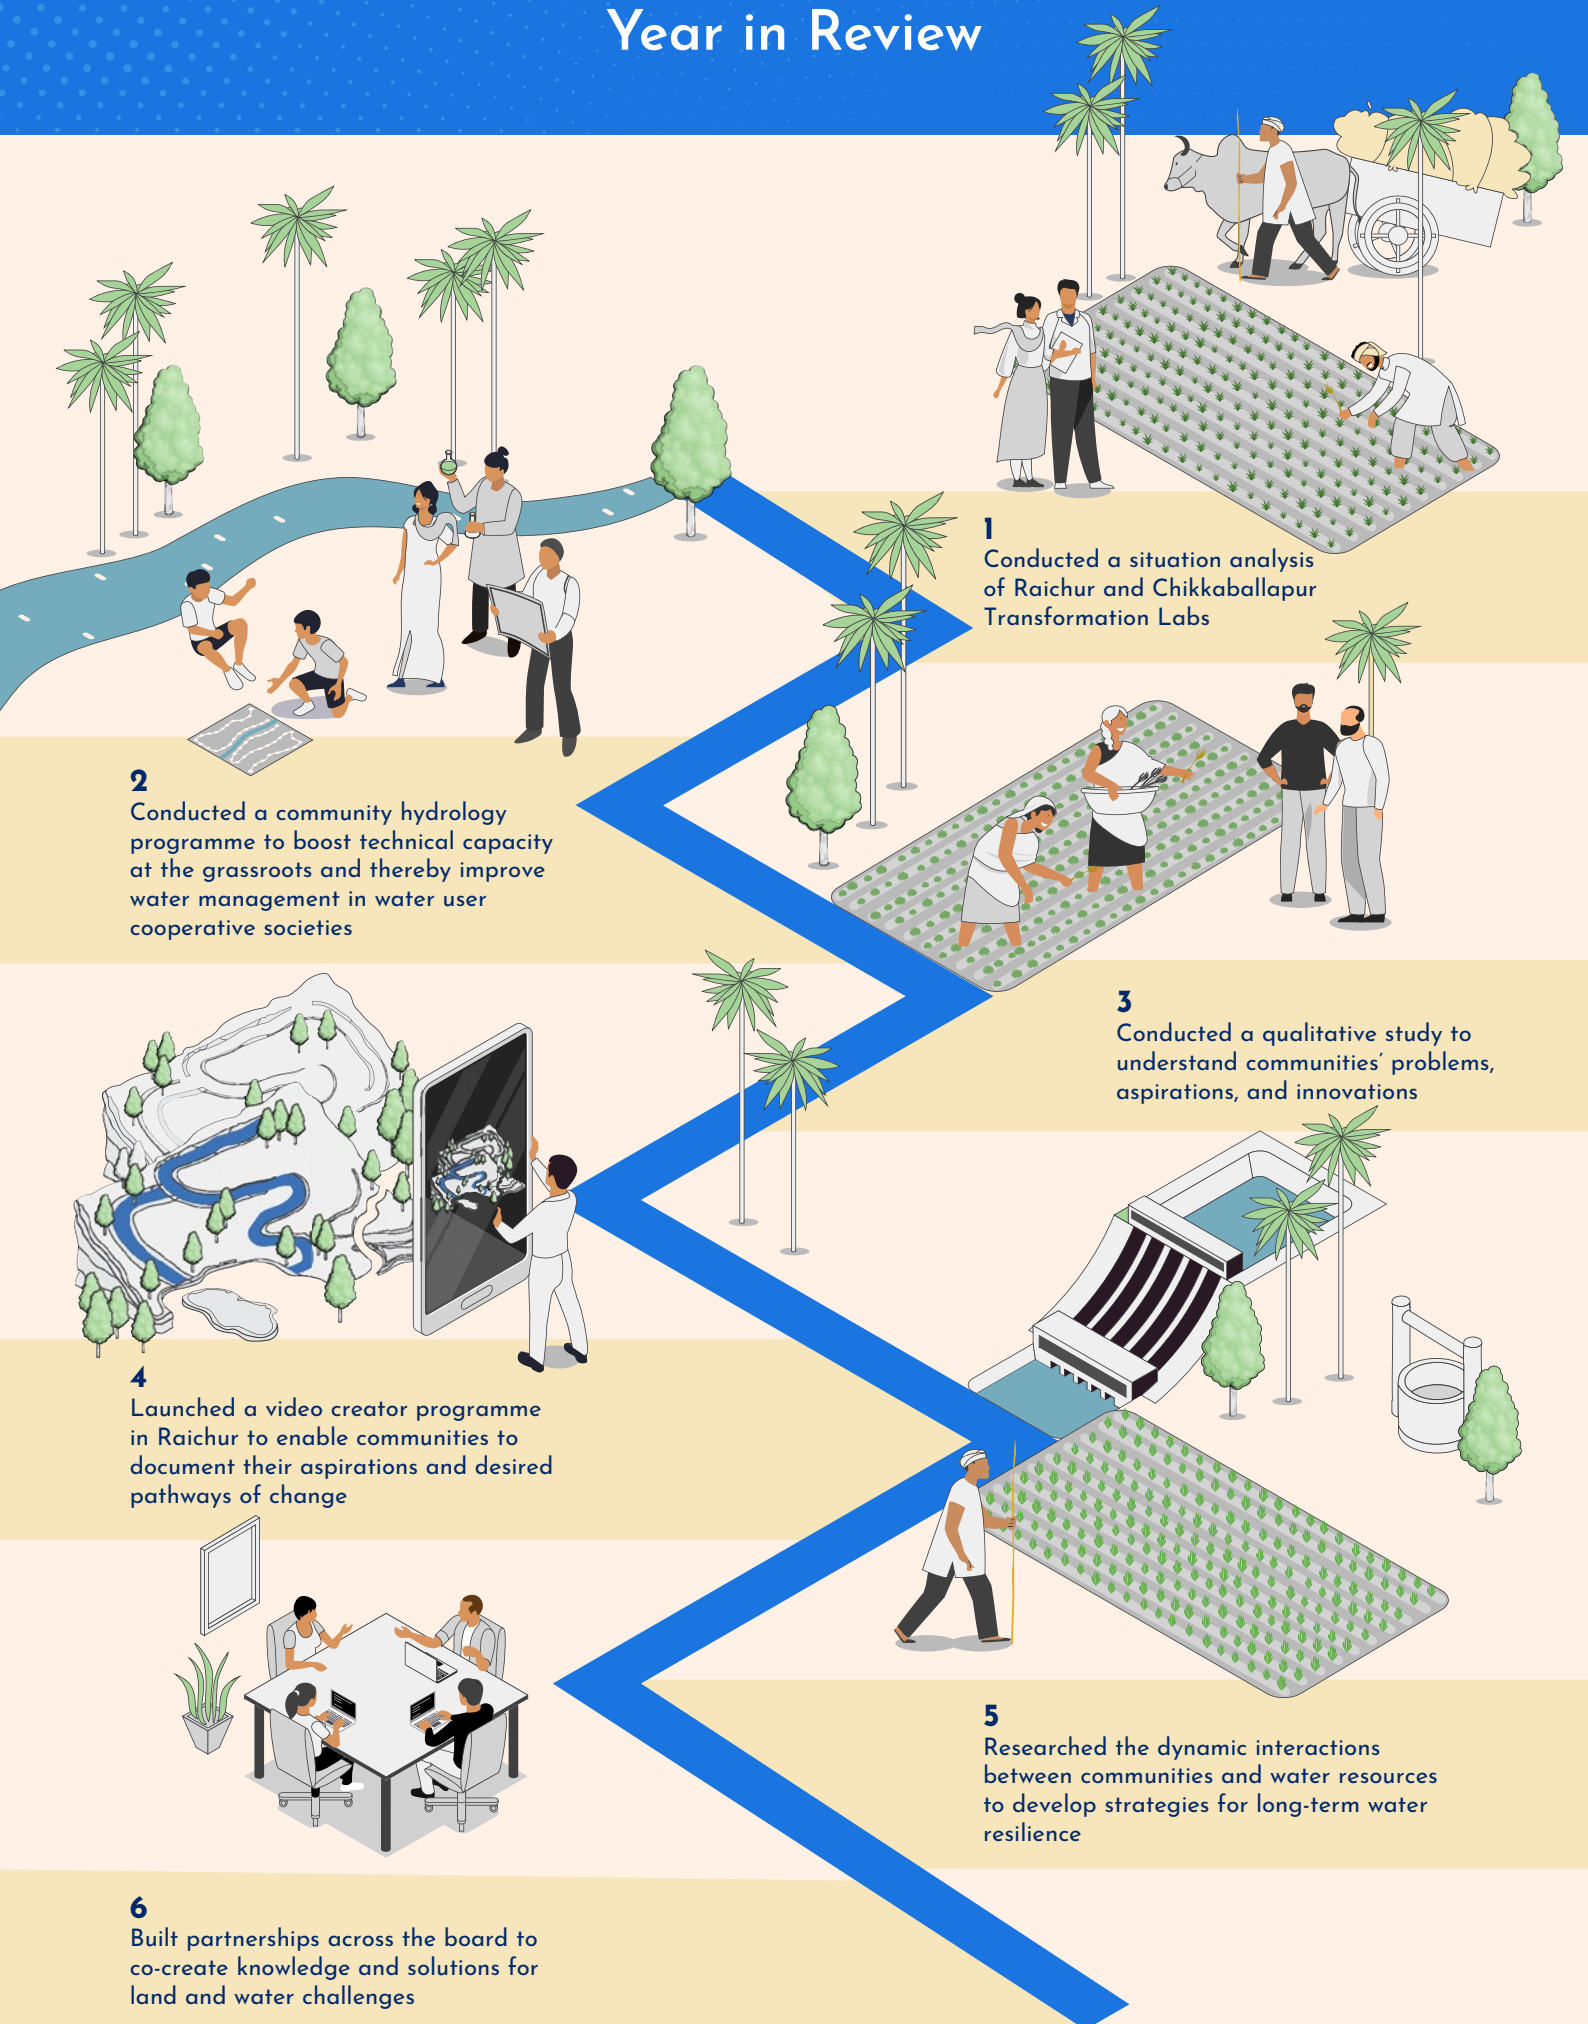 Year in Review
1
Conducted a situation analysis
of Raichur and Chikkaballapur
Transformation Labs
2
Conducted a community hydrology
programme to boost technical capacity
at the grassroots and thereby improve
water management in water user
cooperative societies
3
Conducted a qualitative study to
understand communities' problems,
aspirations, and innovations
4
Launched a video creator programme
in Raichur to enable communities to
document their aspirations and desired
pathways of change
5
Researched the dynamic interactions
between communities and water resources
to develop strategies for long-term water
resilience
6
Built partnerships across the board to
co-create knowledge and solutions for
land and water challenges